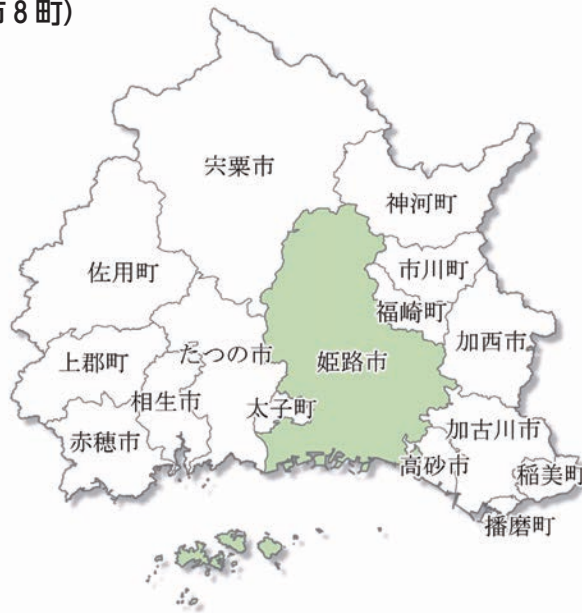 8町)
宍粟市
神河町
佐用町
市川町
福崎町
加西市
上郡町
たつの市
姫路市
相生市
太子町
赤穂市
加古川市
高砂市
稲美町
播磨町